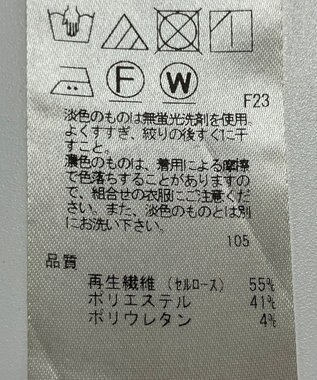 F W
F23
淡色のものは無蛍光洗剤を使用。
よくすすぎ、絞りの後すぐに干
すこと。
濃色のものは、着用による摩擦
で色落ちすることがありますの
で、組合せの衣服にご注意くださ
い。また、淡色のものとは別
にお洗い下さい。
105
品質
再生繊維(セルロース) 55%
ポリエステル 41%
ポリウレタン 4%